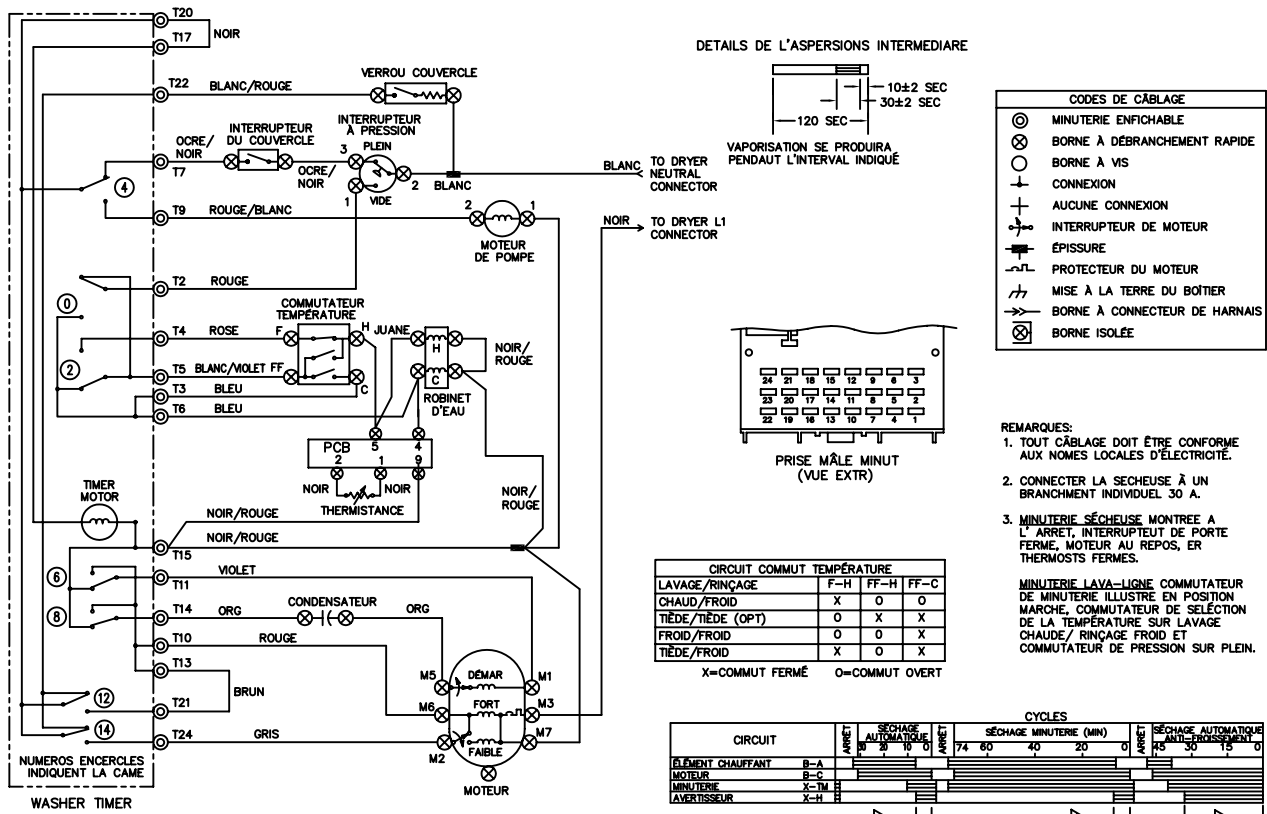 T20
T17
NOIR
T22
BLANC/ROUGE
VERROU COUVERCLE
OCRE/
NOIR
INTERRUPTEUR
DU COUVERCLE
INTERRUPTEUR
À PRESSION
3
PLEIN
T7
OCRE/
NOIR
2
BLANC
1
VIDE
4
T9
ROUGE/BLANC
2
1
MOTEUR
DE POMPE
BLANC
TO DRYER
NEUTRAL
CONNECTOR
NOIR
TO DRYER L1
CONNECTOR
T2
ROUGE
0
COMMUTATEUR
TEMPÉRATURE
T4
ROSE
F
H
JUANE
H
NOIR/
ROUGE
2
T5
BLANC/VIOLET
FF
C
C
T3
BLEU
T6
BLEU
ROBINET
D'EAU
PCB
5
4
2
1
9
NOIR
NOIR
THERMISTANCE
TIMER
MOTOR
NOIR/ROUGE
NOIR/
ROUGE
NOIR/ROUGE
T15
6
T11
VIOLET
8
T14
ORG
CONDENSATEUR
ORG
T10
ROUGE
T13
BRUN
12
T21
14
T24
GRIS
M5
DÉMAR
M1
M6
FORT
M3
M7
M2
FAIBLE
MOTEUR
NUMEROS ENCERCLES
INDIQUENT LA CAME
WASHER TIMER
DETAILS DE L'ASPERSIONS INTERMEDIARE
10±2 SEC
30±2 SEC
120 SEC
VAPORISATION SE PRODUIRA
PENDAUT L'INTERVAL INDIQUÉ
CODES DE CÂBLAGE
MINUTERIE ENFICHABLE
BORNE À DÉBRANCHEMENT RAPIDE
BORNE À VIS
CONNEXION
AUCUNE CONNEXION
INTERRUPTEUR DE MOTEUR
ÉPISSURE
PROTECTEUR DU MOTEUR
MISE À LA TERRE DU BOÎTIER
BORNE À CONNECTEUR DE HARNAIS
BORNE ISOLÉE
24 21 18 15 12 9 6 3
23 20 17 14 11 8 5 2
22 19 16 13 10 7 4 1
PRISE MÂLE MINUT
(VUE EXTR)
REMARQUES:
1. TOUT CÂBLAGE DOIT ÊTRE CONFORME
AUX NOMES LOCALES D'ÉLECTRICITÉ.
2. CONNECTER LA SECHEUSE À UN
BRANCHMENT INDIVIDUEL 30 A.
3. MINUTERIE SÉCHEUSE MONTREE A
L' ARRET, INTERRUPTEUT DE PORTE
FERME, MOTEUR AU REPOS, ER
THERMOSTS FERMES.
MINUTERIE LAVA-LIGNE COMMUTATEUR
DE MINUTERIE ILLUSTRE EN POSITION
MARCHE, COMMUTATEUR DE SELÉCTION
DE LA TEMPÉRATURE SUR LAVAGE
CHAUDE/ RINÇAGE FROID ET
COMMUTATEUR DE PRESSION SUR PLEIN.
CIRCUIT COMMUT TEMPÉRATURE
LAVAGE/RINÇAGE F-H FF-H FF-C
CHAUD/FROID X O O
TIÈDE/TIÈDE (OPT) O X X
FROID/FROID O O X
TIÈDE/FROID X O X
X=COMMUT FERMÉ O=COMMUT OVERT
CYCLES
CIRCUIT
ARRÊT
SÉCHAGE
AUTOMATIQUE
20 10 0
ARRÊT
SÉCHAGE MINUTERIE (MIN)
74 60 40 20 0
ARRÊT
SÉCHAGE AUTOMATIQUE
ANTI-FROISSEMENT
45 30 15 0
ÉLÉMENT CHAUFFANT B-A
MOTEUR B-C
MINUTERIE X-TM
AVERTISSEUR X-H